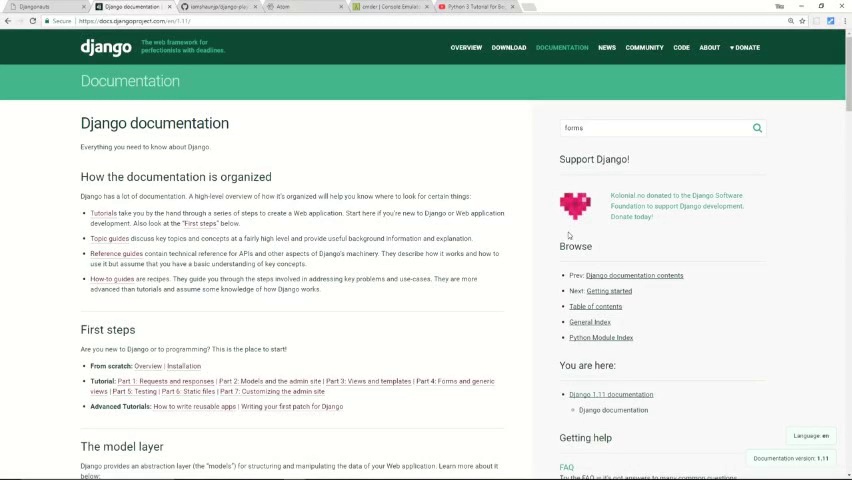 Djangonauts
Django documentation
iamshaunjp/django-pla
Atom
cmder | Console Emulat
Python 3 Tutorial for Be
Secure
https://docs.djangoproject.com/en/1.11/
django
The web framework for
perfectionists with deadlines.
OVERVIEW DOWNLOAD DOCUMENTATION NEWS COMMUNITY CODE ABOUT ♥ DONATE
Documentation
Django documentation
Everything you need to know about Django.
How the documentation is organized
Django has a lot of documentation. A high-level overview of how it's organized will help you know where to look for certain things:
• Tutorials take you by the hand through a series of steps to create a Web application. Start here if you're new to Django or Web application
development. Also look at the "First steps" below.
• Topic guides discuss key topics and concepts at a fairly high level and provide useful background information and explanation.
• Reference guides contain technical reference for APIs and other aspects of Django's machinery. They describe how it works and how to
use it but assume that you have a basic understanding of key concepts.
• How-to guides are recipes. They guide you through the steps involved in addressing key problems and use-cases. They are more
advanced than tutorials and assume some knowledge of how Django works.
First steps
Are you new to Django or to programming? This is the place to start!
• From scratch: Overview | Installation
• Tutorial: Part 1: Requests and responses | Part 2: Models and the admin site | Part 3: Views and templates | Part 4: Forms and generic
views | Part 5: Testing | Part 6: Static files | Part 7: Customizing the admin site
• Advanced Tutorials: How to write reusable apps | Writing your first patch for Django
The model layer
Django provides an abstraction layer (the "models") for structuring and manipulating the data of your Web application. Learn more about it
below:
forms
Support Django!
Kolonial.no donated to the Django Software
Foundation to support Django development.
Donate today!
Browse
• Prev: Django documentation contents
• Next: Getting started
• Table of contents
• General Index
• Python Module Index
You are here:
• Django 1.11 documentation
Django documentation
Getting help
FAQ
Try the FAQ — it's got answers to many common questions.
Language: en
Documentation version: 1.11